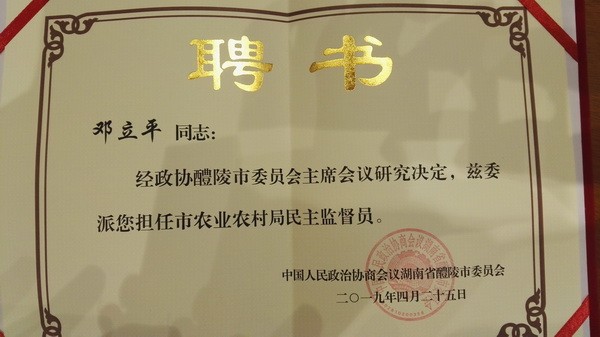 聘书
邓立平 同志：
经政协醴陵市委员会主席会议研究决定，兹委
派您担任市农业农村局民主监督员。
中国人民政治协商会议湖南省醴陵市委员会
二〇一九年四月二十五日